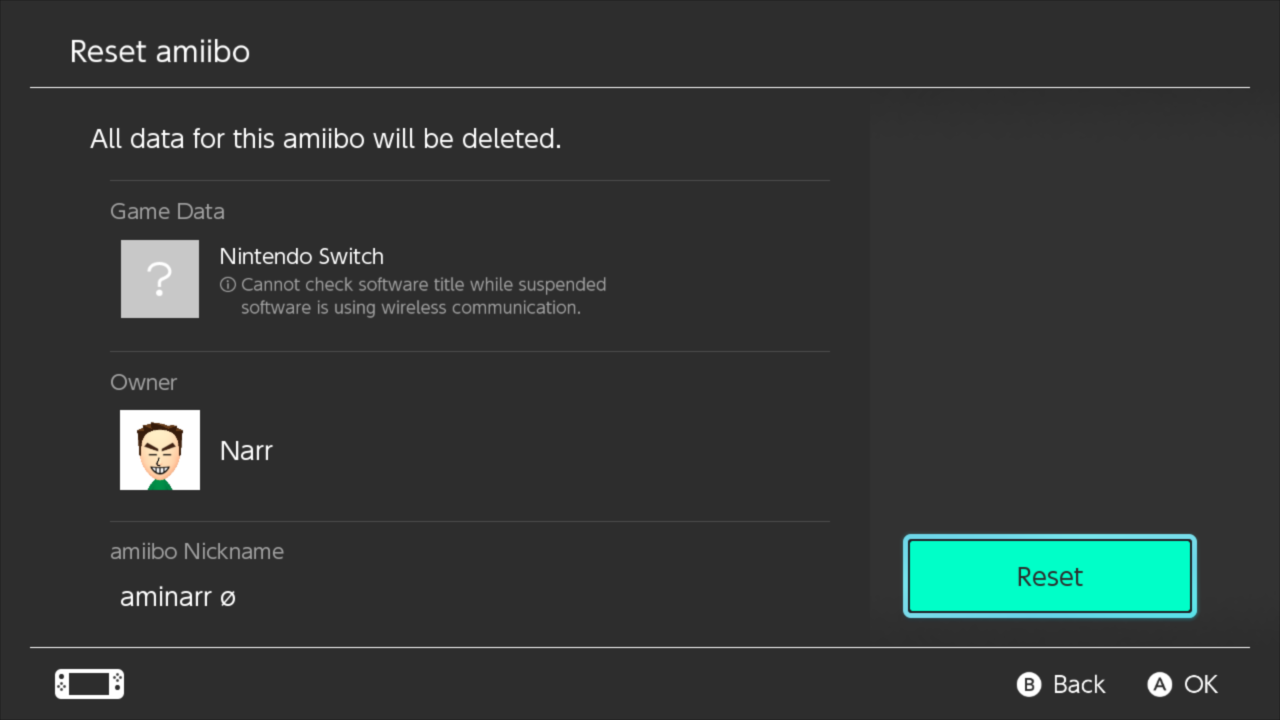 Reset amiibo
All data for this amiibo will be deleted.
Game Data
?
Nintendo Switch
Cannot check software title while suspended
software is using wireless communication.
Owner
Narr
amiibo Nickname
aminarr ø
Reset
B Back A OK